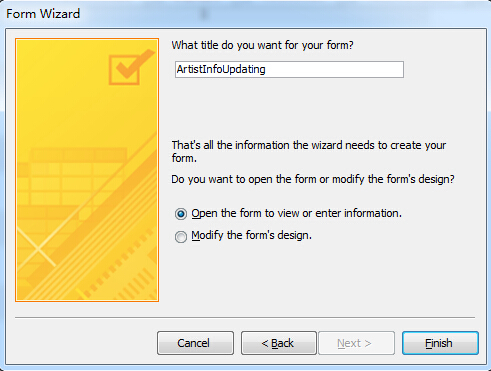 Form Wizard
What title do you want for your form?
ArtistInfoUpdating
That's all the information the wizard needs to create your
form.
Do you want to open the form or modify the form's design?
Open the form to view or enter information.
Modify the form's design.
Cancel
< Back
Next >
Finish